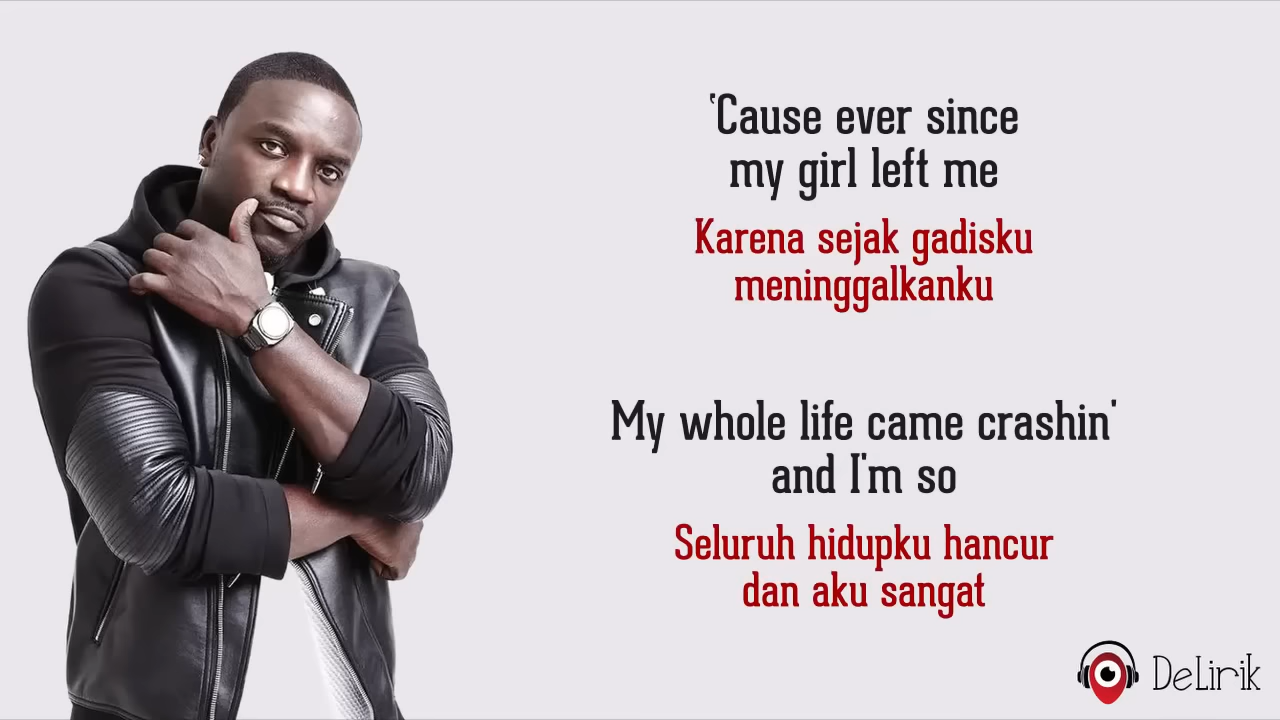 'Cause ever since
my girl left me
Karena sejak gadisku
meninggalkanku
My whole life came crashin'
and I'm so
Seluruh hidupku hancur
dan aku sangat
DeLirik